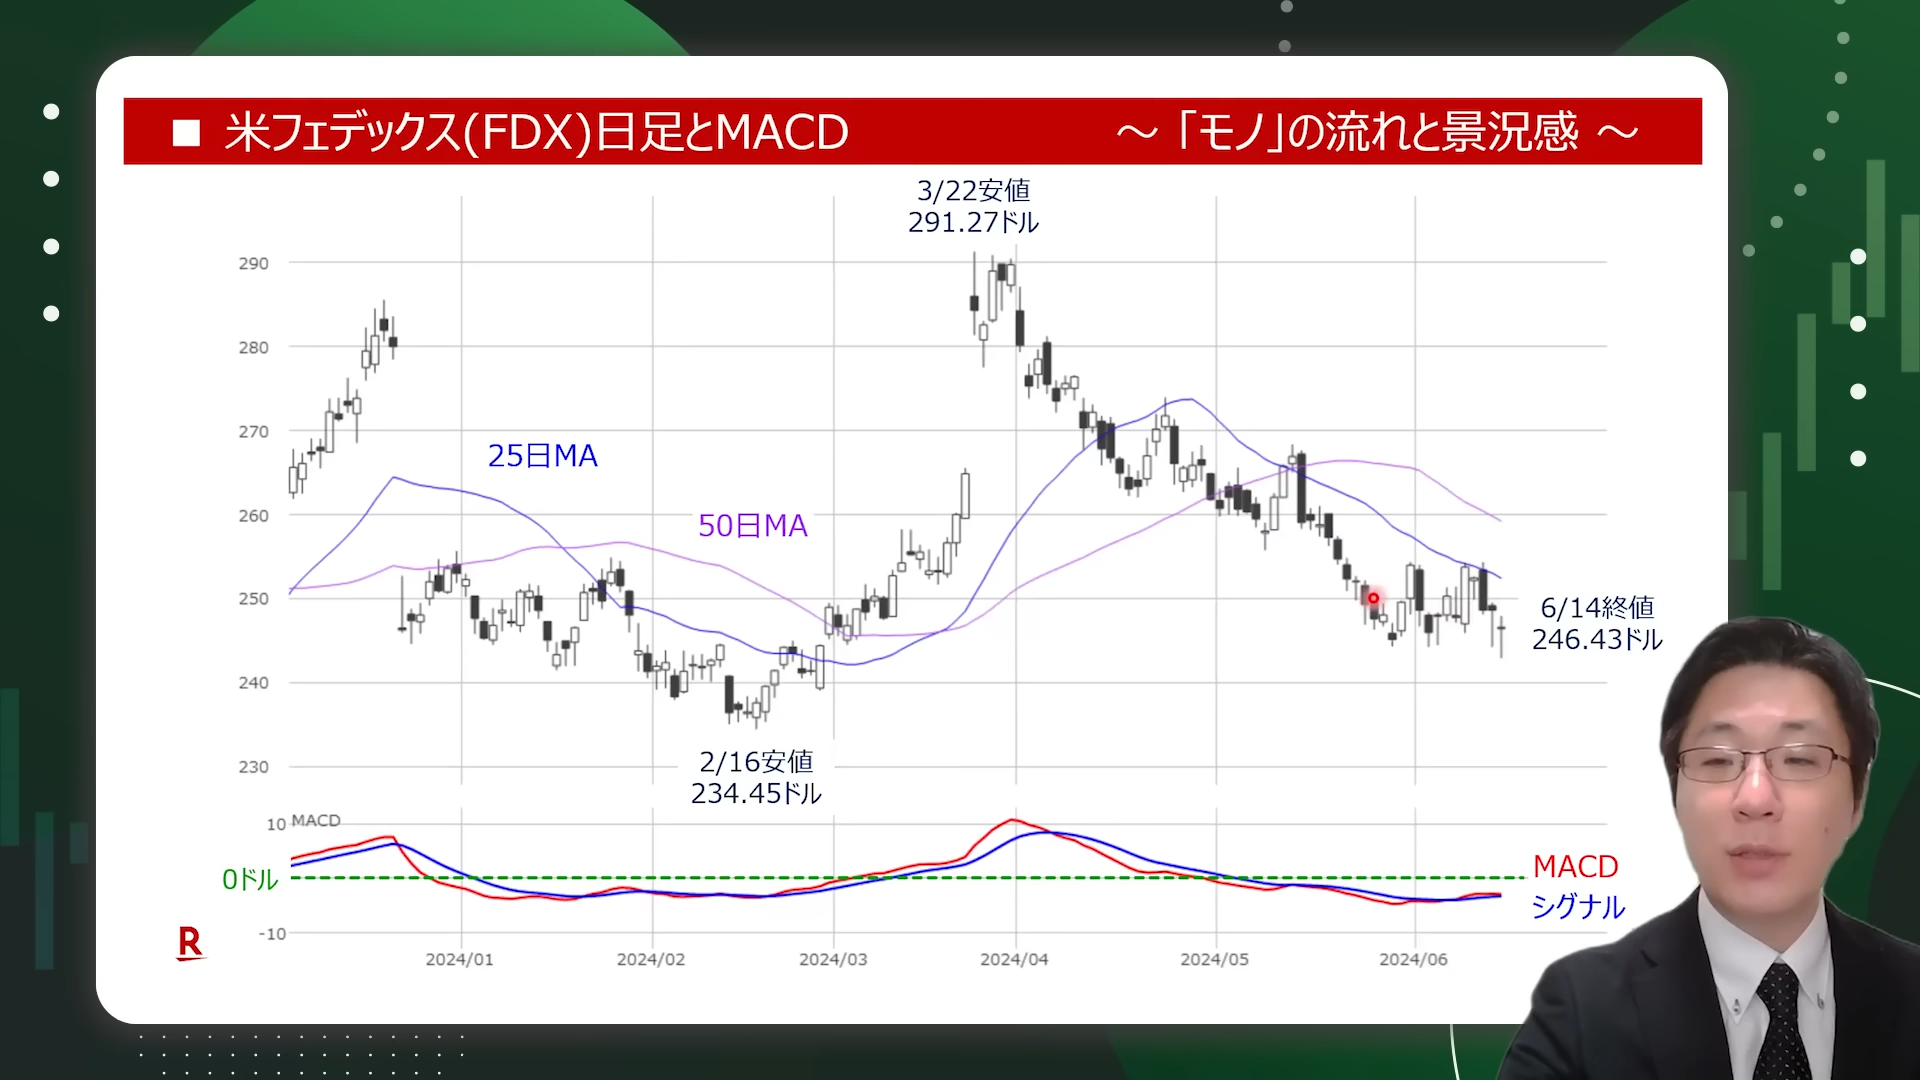 ■ 米フェデックス(FDX)日足とMACD
～「モノ」の流れと景況感 ～
3/22安値
291.27ドル
290
280
270
260
250
240
230
25日MA
50日MA
6/14終値
246.43ドル
2/16安値
234.45ドル
10
MACD
0ドル
-10
MACD
シグナル
R
2024/01
2024/02
2024/03
2024/04
2024/05
2024/06